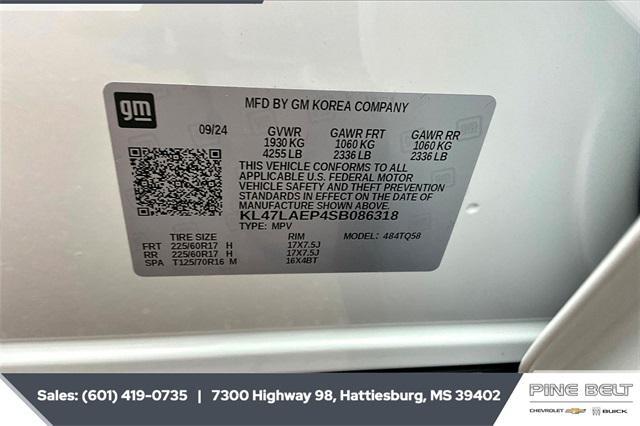 gm
MFD BY GM KOREA COMPANY
09/24 GVWR GAWR FRT GAWR RR
1930 KG 1060 KG 1060 KG
4255 LB 2336 LB 2336 LB
THIS VEHICLE CONFORMS TO ALL
APPLICABLE U.S. FEDERAL MOTOR
VEHICLE SAFETY AND THEFT PREVENTION
STANDARDS IN EFFECT ON THE DATE OF
MANUFACTURE SHOWN ABOVE.
KL47LAEP4SB086318
TYPE: MPV MODEL: 484TQ58
TIRE SIZE RIM
FRT 225/60R17 H 17X7.5J
RR 225/60R17 H 17X7.5J
SPA T125/70R16 M 16X4BT
Sales: (601) 419-0735 | 7300 Highway 98, Hattiesburg, MS 39402
PINE BELT
CHEVROLET BUICK